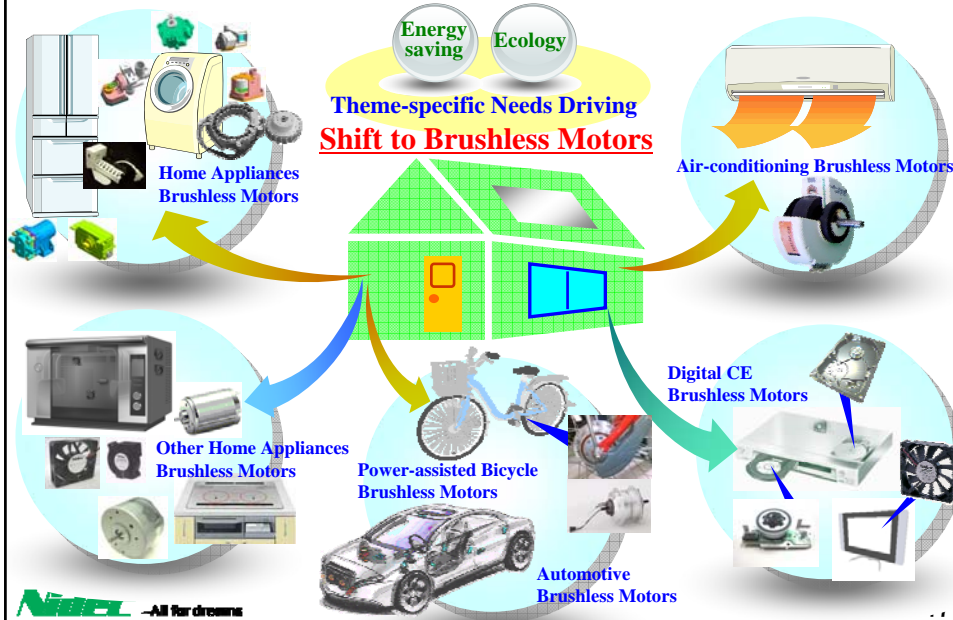 Energy
saving
Ecology
Theme-specific Needs Driving
Shift to Brushless Motors
Home Appliances
Brushless Motors
Air-conditioning Brushless Motors
Digital CE
Brushless Motors
Other Home Appliances
Brushless Motors
Power-assisted Bicycle
Brushless Motors
Automotive
Brushless Motors
Nidec -All for dreams